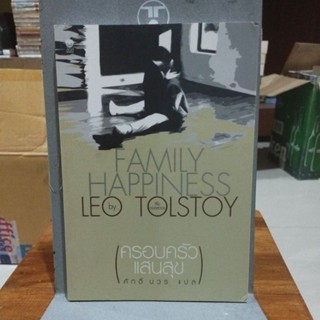 FAMILY
HAPPINESS
by
LEO TOLSTOY
ครอบครัว
แสนสุข
ศักดิ์ บวร แปล